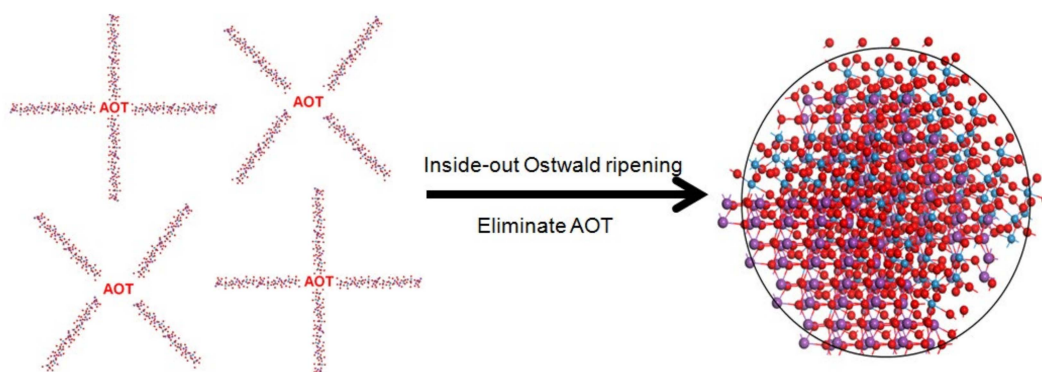 AOT
AOT
Inside-out Ostwald ripening
Eliminate AOT
AOT
AOT